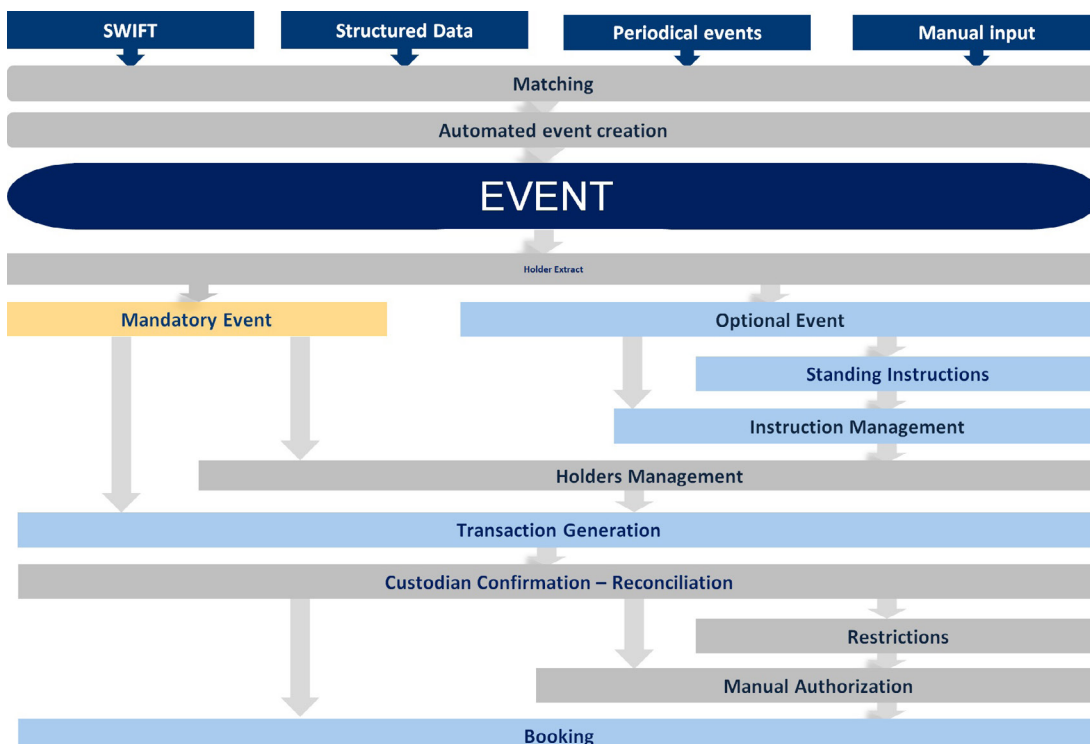 SWIFT
Structured Data
Periodical events
Manual input
Matching
Automated event creation
EVENT
Holder Extract
Mandatory Event
Optional Event
Standing Instructions
Instruction Management
Holders Management
Transaction Generation
Custodian Confirmation – Reconciliation
Restrictions
Manual Authorization
Booking